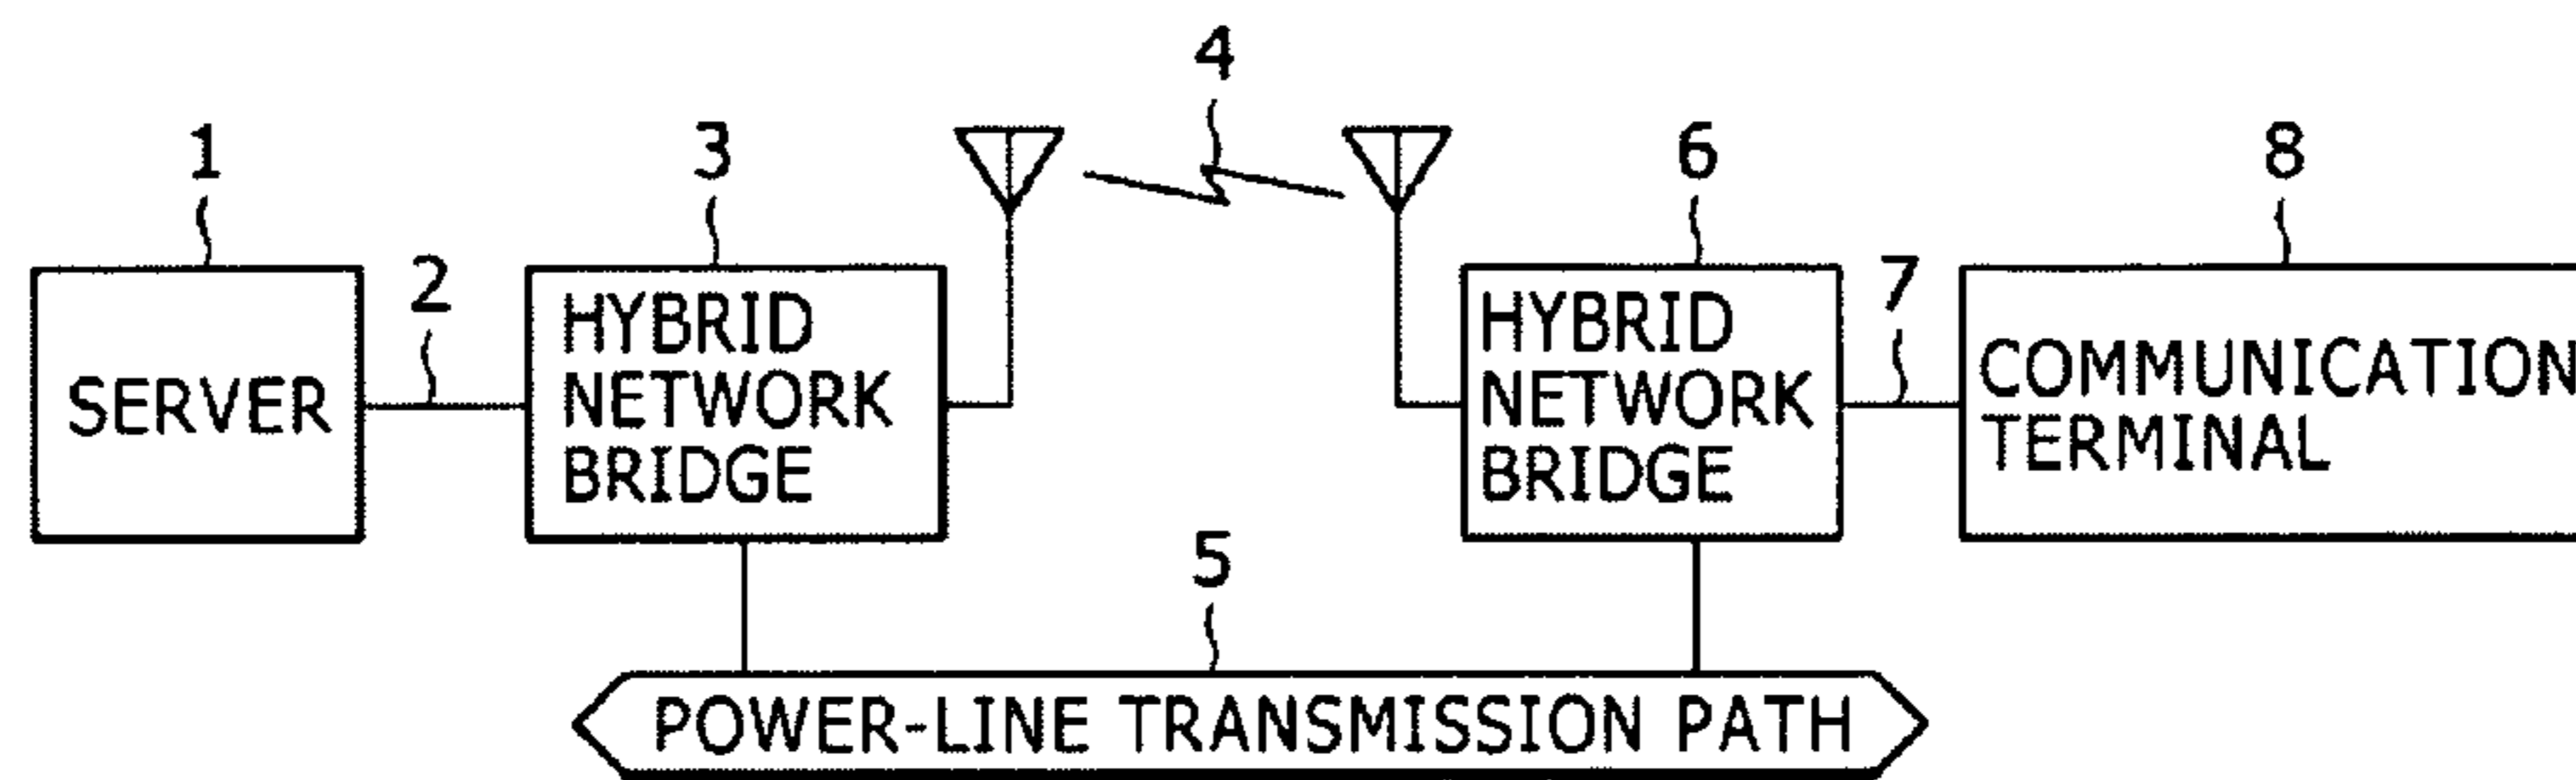 4
1
3
6
8
2
7
SERVER
HYBRID
NETWORK
BRIDGE
HYBRID
NETWORK
BRIDGE
COMMUNICATION
TERMINAL
5
POWER-LINE TRANSMISSION PATH